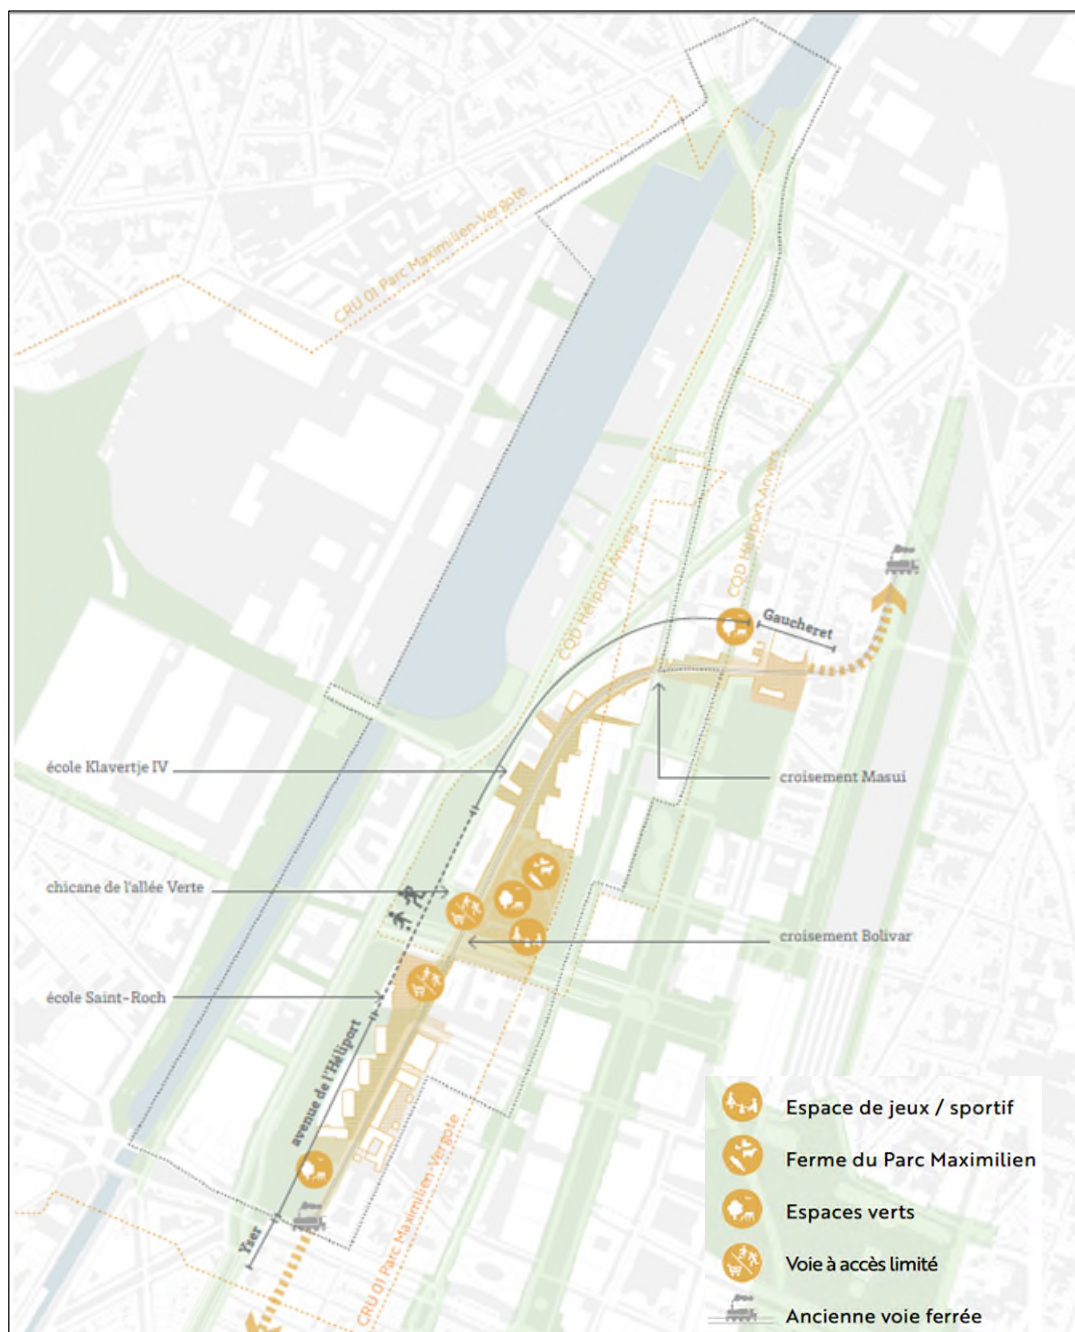 CRU 01 Parc Maximilien-Vergote
CQD Héliport-Anvers
CQD Héliport-Anvers
Gaucheret
école Klavertje IV
croisement Masui
chicane de l'allée Verte
croisement Bolivar
école Saint-Roch
avenue de l'Héliport
Yser
CRU 01 Parc Maximilien-Vergote
Espace de jeux / sportif
Ferme du Parc Maximilien
Espaces verts
Voie à accès limité
Ancienne voie ferrée